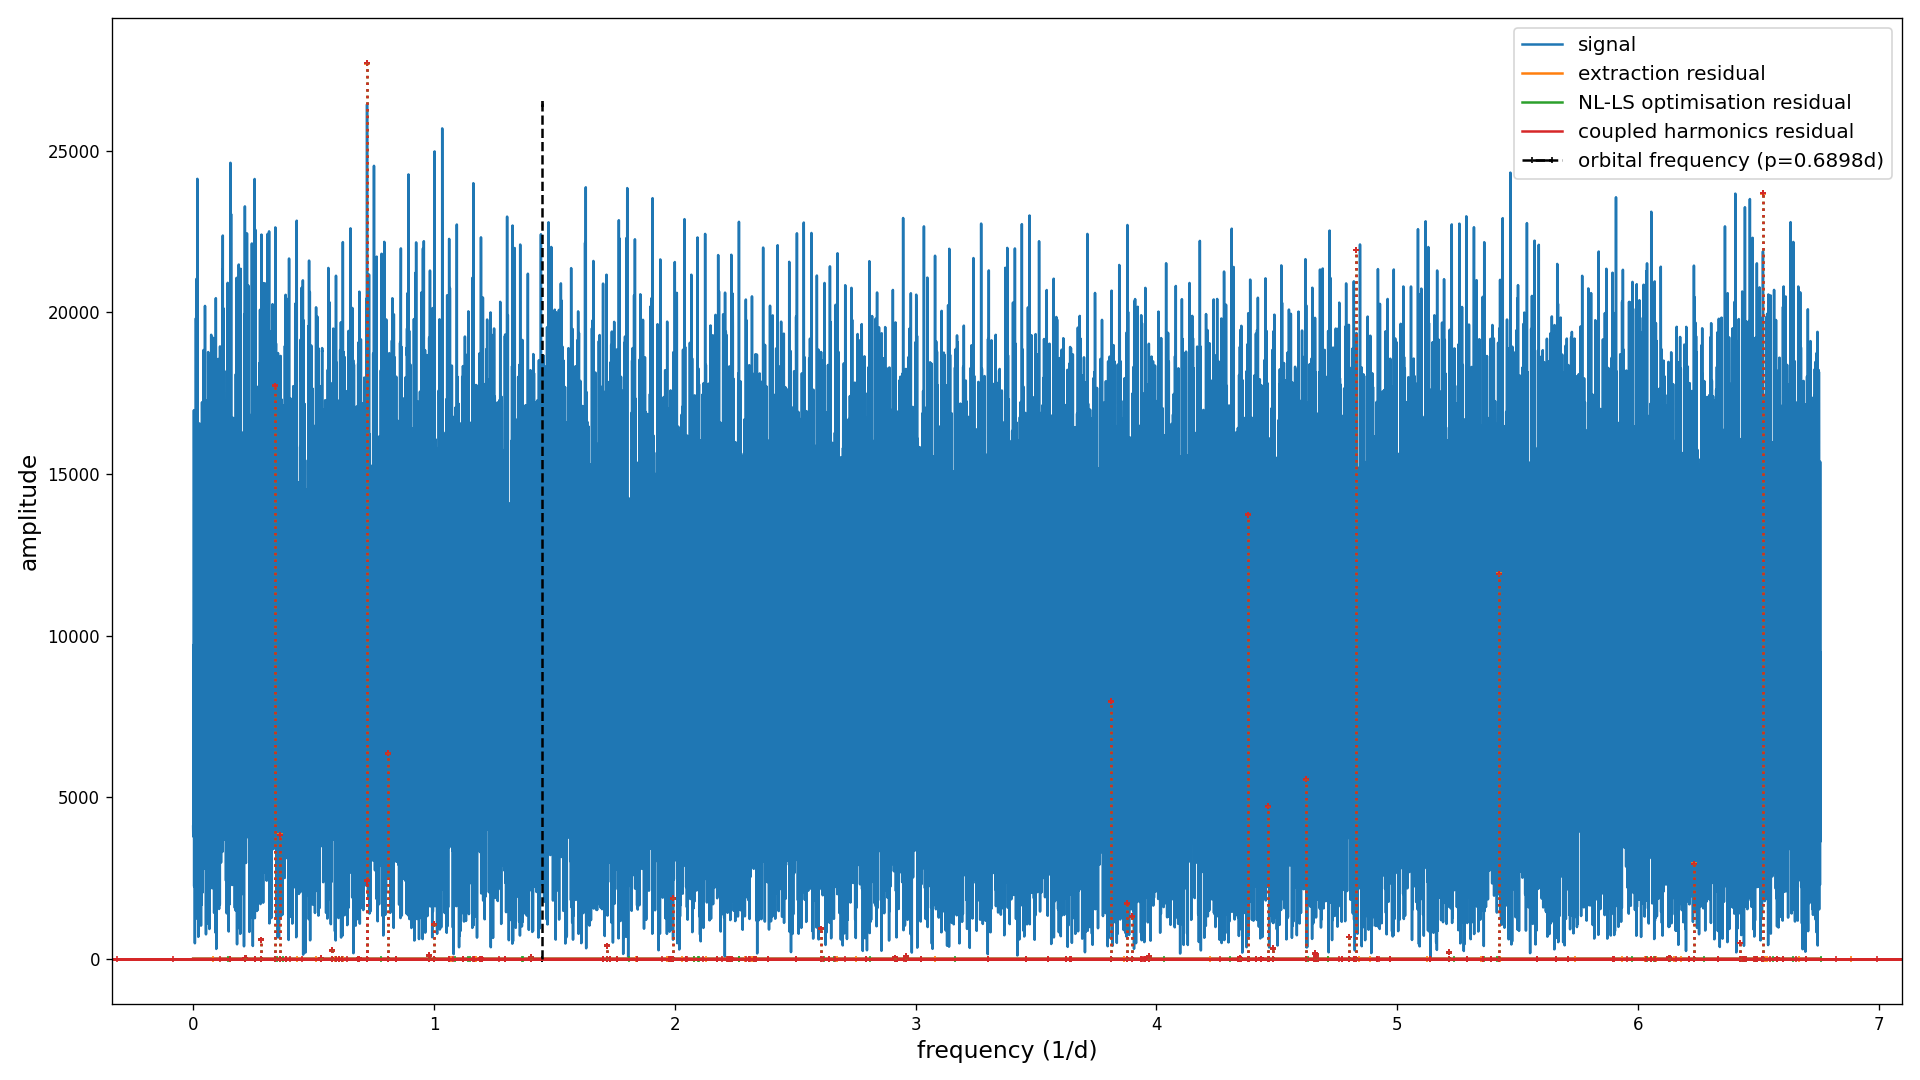 signal
extraction residual
NL-LS optimisation residual
coupled harmonics residual
orbital frequency (p=0.6898d)
25000
20000
15000
10000
5000
0
amplitude
0 1 2 3 4 5 6 7
frequency (1/d)